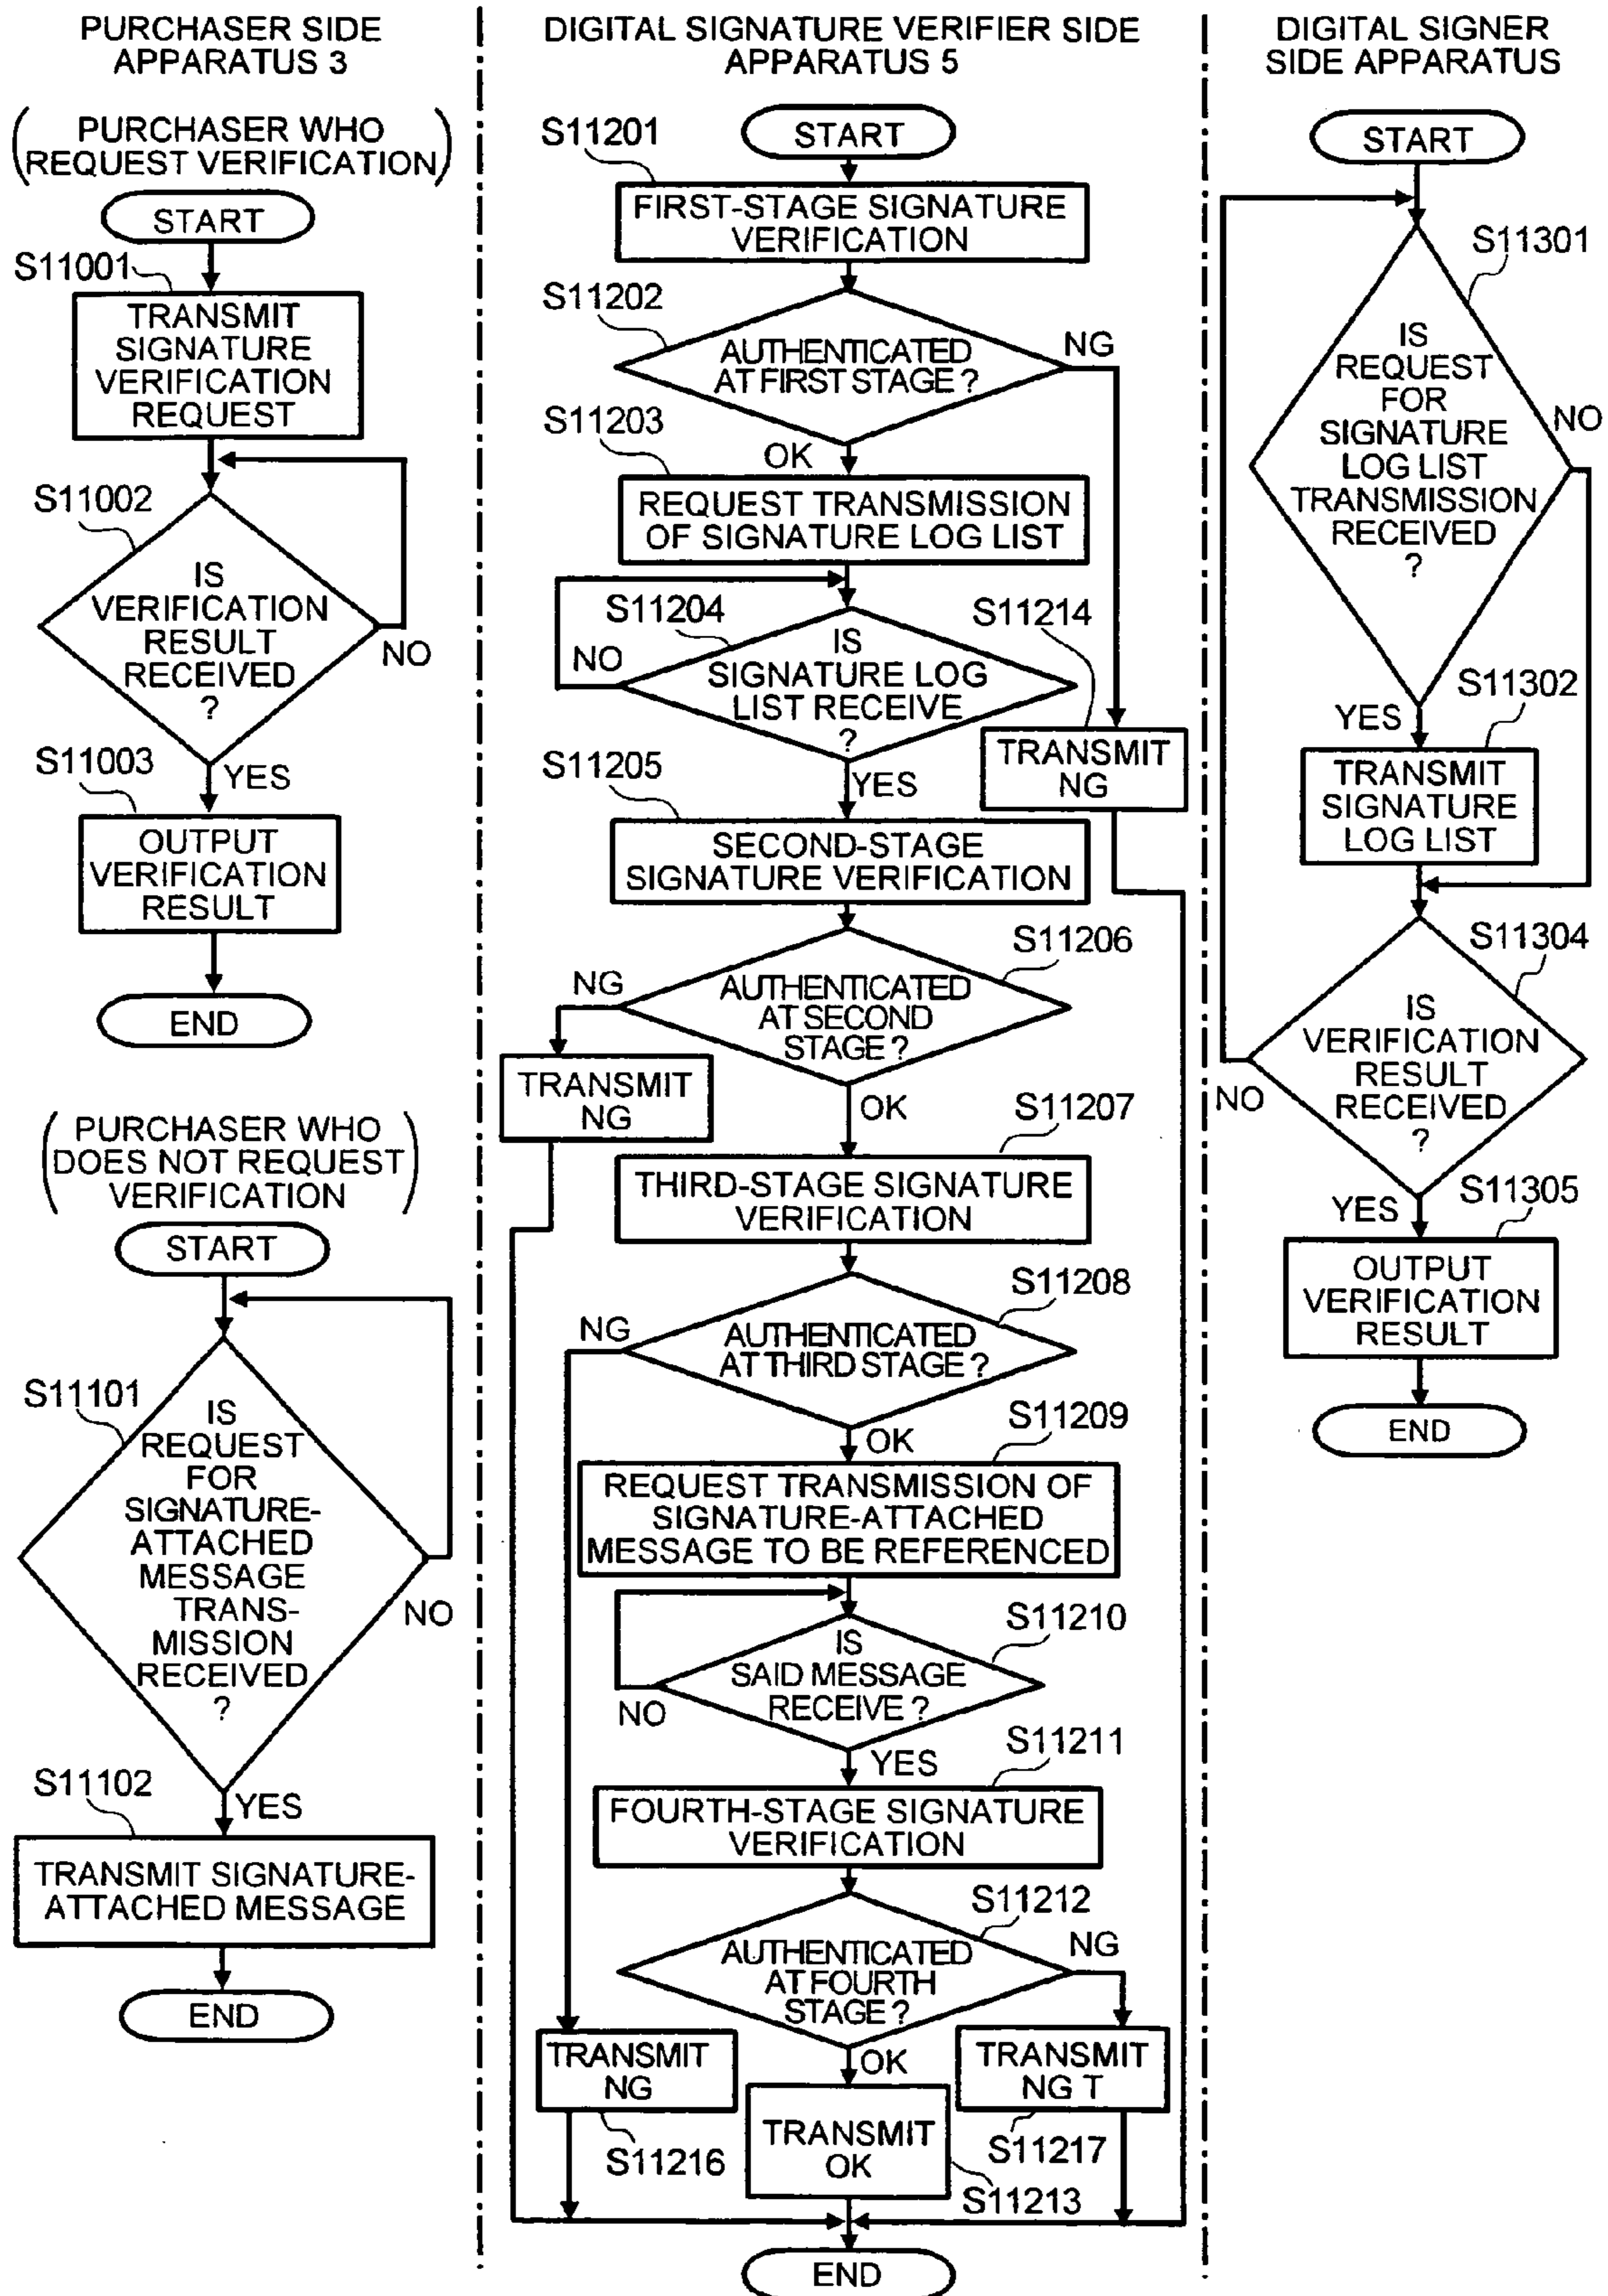 PURCHASER SIDE
APPARATUS 3
(PURCHASER WHO
REQUEST VERIFICATION)
START
S11001
TRANSMIT
SIGNATURE
VERIFICATION
REQUEST
S11002
IS
VERIFICATION
RESULT
RECEIVED
?
NO
YES
S11003
OUTPUT
VERIFICATION
RESULT
END
(PURCHASER WHO
DOES NOT REQUEST
VERIFICATION)
START
S11101
IS
REQUEST
FOR
SIGNATURE-
ATTACHED
MESSAGE
TRANS-
MISSION
RECEIVED
?
NO
YES
S11102
TRANSMIT SIGNATURE-
ATTACHED MESSAGE
END
DIGITAL SIGNATURE VERIFIER SIDE
APPARATUS 5
START
S11201
FIRST-STAGE SIGNATURE
VERIFICATION
S11202
AUTHENTICATED
AT FIRST STAGE ?
NG
OK
S11203
REQUEST TRANSMISSION
OF SIGNATURE LOG LIST
S11204
IS
SIGNATURE LOG
LIST RECEIVE
?
NO
YES
S11214
TRANSMIT
NG
S11205
SECOND-STAGE
SIGNATURE VERIFICATION
S11206
AUTHENTICATED
AT SECOND
STAGE ?
NG
TRANSMIT
NG
OK
S11207
THIRD-STAGE SIGNATURE
VERIFICATION
S11208
AUTHENTICATED
AT THIRD STAGE ?
NG
OK
S11209
REQUEST TRANSMISSION OF
SIGNATURE-ATTACHED
MESSAGE TO BE REFERENCED
S11210
IS
SAID MESSAGE
RECEIVE ?
NO
YES
S11211
FOURTH-STAGE SIGNATURE
VERIFICATION
S11212
AUTHENTICATED
AT FOURTH
STAGE ?
NG
OK
TRANSMIT
NG
S11216
TRANSMIT
OK
S11213
TRANSMIT
NG T
S11217
END
DIGITAL SIGNER
SIDE APPARATUS
START
S11301
IS
REQUEST
FOR
SIGNATURE
LOG LIST
TRANSMISSION
RECEIVED
?
NO
YES
S11302
TRANSMIT
SIGNATURE
LOG LIST
S11304
IS
VERIFICATION
RESULT
RECEIVED
?
NO
YES
S11305
OUTPUT
VERIFICATION
RESULT
END